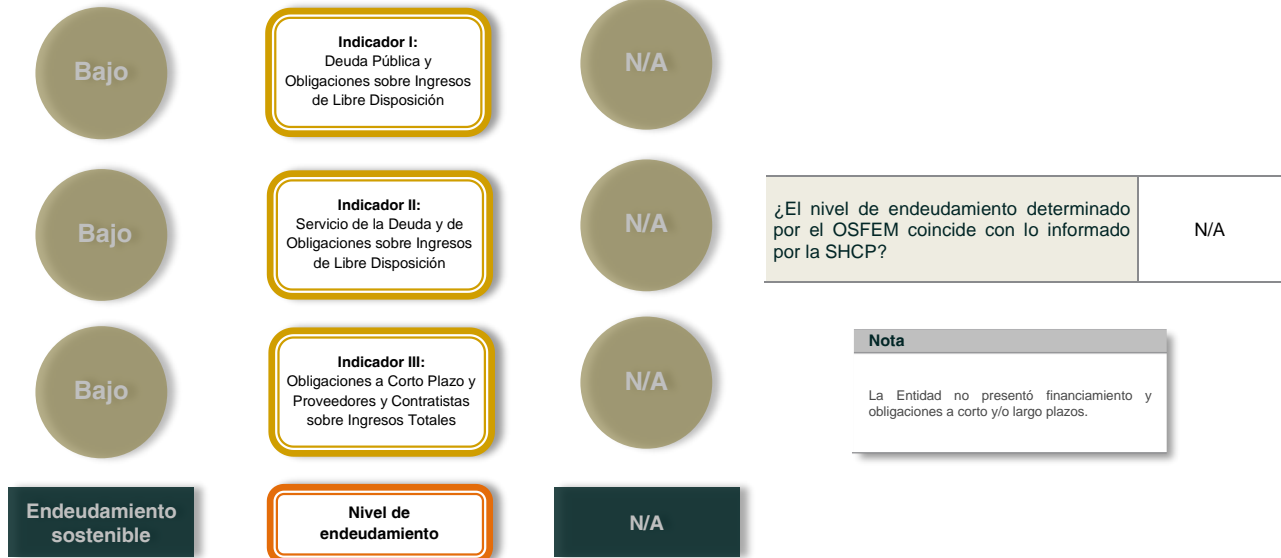 Bajo
Indicador I:
Deuda Pública y
Obligaciones sobre Ingresos
de Libre Disposición
N/A
Bajo
Indicador II:
Servicio de la Deuda y de
Obligaciones sobre Ingresos
de Libre Disposición
N/A
¿El nivel de endeudamiento determinado
por el OSFEM coincide con lo informado
por la SHCP?
N/A
Bajo
Indicador III:
Obligaciones a Corto Plazo y
Proveedores y Contratistas
sobre Ingresos Totales
N/A
Nota
La Entidad no presentó financiamiento y
obligaciones a corto y/o largo plazos.
Endeudamiento
sostenible
Nivel de
endeudamiento
N/A